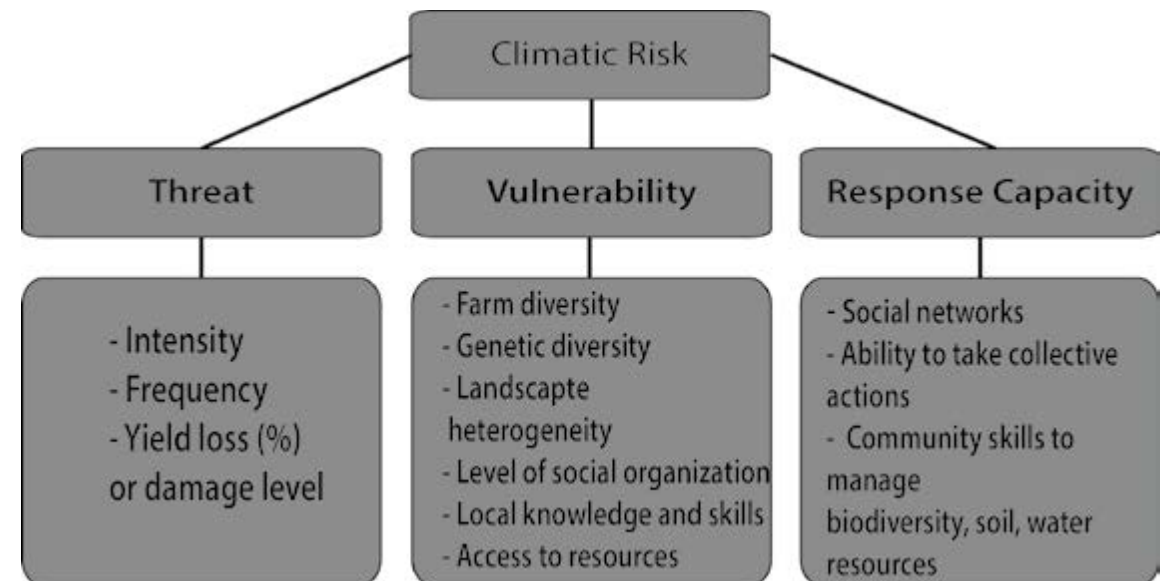 Climatic Risk
Threat
Vulnerability
Response Capacity
- Intensity
- Frequency
- Yield loss (%)
or damage level
- Farm diversity
- Genetic diversity
- Landscapte
heterogeneity
- Level of social organization
- Local knowledge and skills
- Access to resources
- Social networks
- Ability to take collective
actions
- Community skills to
manage
biodiversity, soil, water
resources